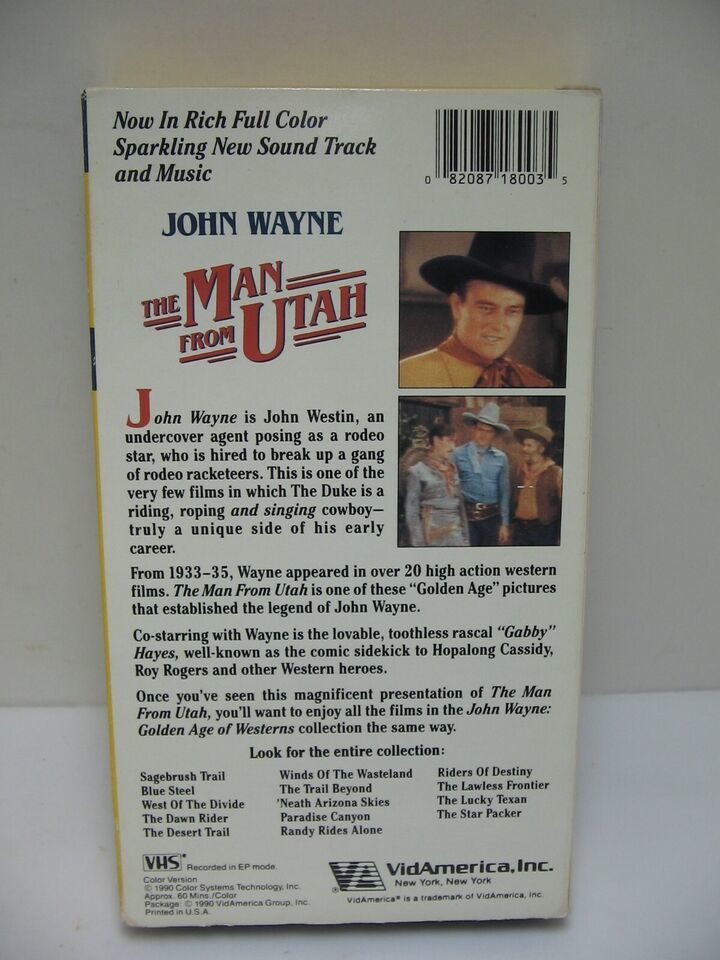 Now In Rich Full Color
Sparkling New Sound Track
and Music
0 82087 18003 5
JOHN WAYNE
THE MAN
FROM UTAH
John Wayne is John Westin, an
undercover agent posing as a rodeo
star, who is hired to break up a gang
of rodeo racketeers. This is one of the
very few films in which The Duke is a
riding, roping and singing cowboy—
truly a unique side of his early
career.
From 1933–35, Wayne appeared in over 20 high action western
films. The Man From Utah is one of these “Golden Age” pictures
that established the legend of John Wayne.
Co-starring with Wayne is the lovable, toothless rascal “Gabby”
Hayes, well-known as the comic sidekick to Hopalong Cassidy,
Roy Rogers and other Western heroes.
Once you’ve seen this magnificent presentation of The Man
From Utah, you’ll want to enjoy all the films in the John Wayne:
Golden Age of Westerns collection the same way.
Look for the entire collection:
Sagebrush Trail
Blue Steel
West Of The Divide
The Dawn Rider
The Desert Trail
Winds Of The Wasteland
The Trail Beyond
’Neath Arizona Skies
Paradise Canyon
Randy Rides Alone
Riders Of Destiny
The Lawless Frontier
The Lucky Texan
The Star Packer
VHS Recorded in EP mode.
Color Version
© 1990 Color Systems Technology, Inc.
Approx. 60 Mins./Color
Package: © 1990 VidAmerica Group, Inc.
Printed in U.S.A.
® VidAmerica, Inc.
New York, New York
VidAmerica® is a trademark of VidAmerica, Inc.